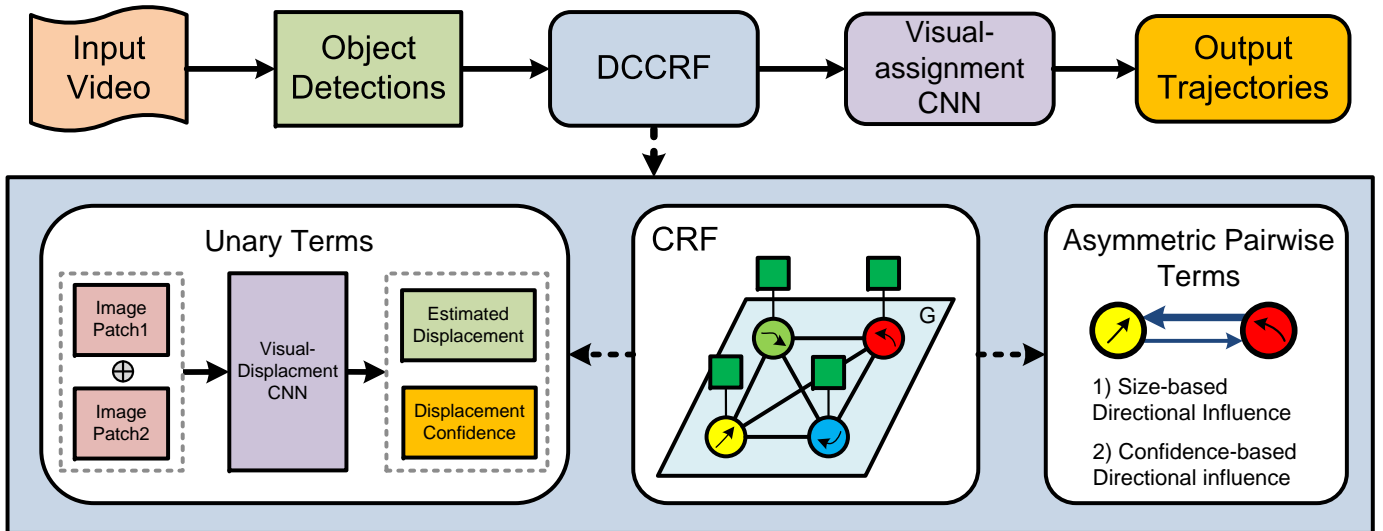 Input
Video
Object
Detections
DCCRF
Visual-
assignment
CNN
Output
Trajectories
Unary Terms
Image
Patch1
Image
Patch2
Visual-
Displacment
CNN
Estimated
Displacement
Displacement
Confidence
CRF
G
Asymmetric Pairwise
Terms
1) Size-based
Directional Influence
2) Confidence-based
Directional influence